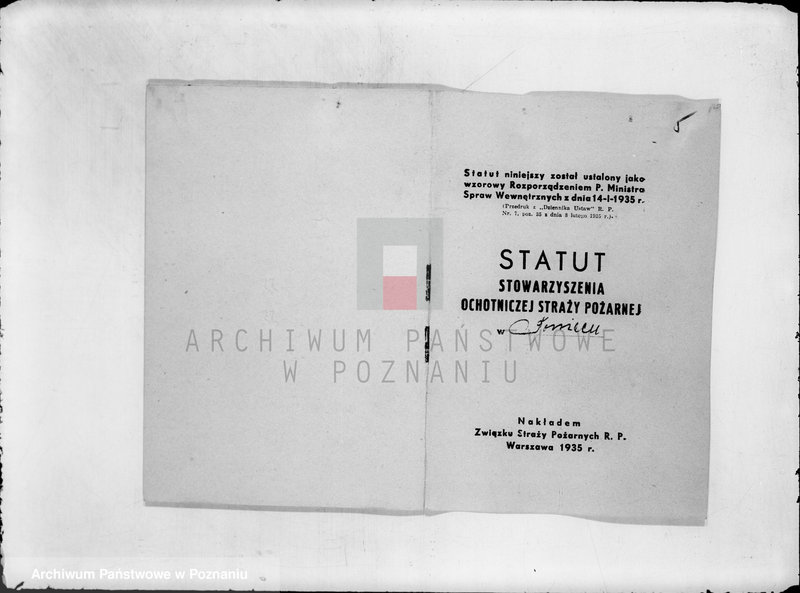 5
Statut niniejszy został ustalony jako
wzorowy Rozporządzeniem P. Ministra
Spraw Wewnętrznych z dnia 14-I-1935 r.
(Przedruk z „Dziennika Ustaw" R. P.
Nr. 7, poz. 35 z dnia 8 lutego 1935 r.).
STATUT
STOWARZYSZENIA
OCHOTNICZEJ STRAŻY POŻARNEJ
w
ARCHIWUM PAŃSTWOWE
W POZNANIU
Nakładem
Związku Straży Pożarnych R. P.
Warszawa 1935 r.
Archiwum Państwowe w Poznaniu